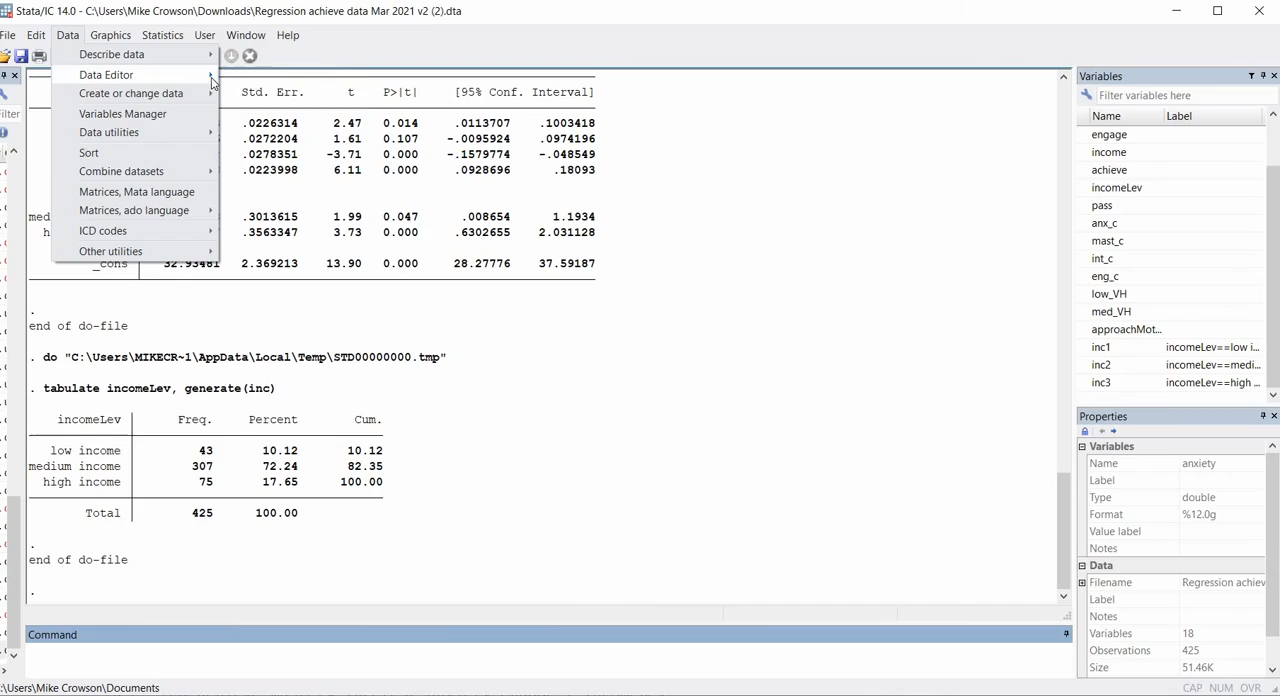 Stata/IC 14.0 - C:\Users\Mike Crowson\Downloads\Regression achieve data Mar 2021 v2 (2).dta
File Edit Data Graphics Statistics User Window Help
Describe data
Data Editor
Create or change data
Variables Manager
Data utilities
Sort
Combine datasets
Matrices, Mata language
Matrices, ado language
ICD codes
Other utilities
Filter
Std. Err. t P>|t| [95% Conf. Interval]
.0226314 2.47 0.014 .0113707 .1003418
.0272204 1.61 0.107 -.0095924 .0974196
.0278351 -3.71 0.000 -.1579774 -.048549
.0223998 6.11 0.000 .0928696 .18093
med .3013615 1.99 0.047 .008654 1.1934
h .3563347 3.73 0.000 .6302655 2.031128
_cons 32.93481 2.369213 13.90 0.000 28.27776 37.59187
.
end of do-file
. do "C:\Users\MIKECR~1\AppData\Local\Temp\STD00000000.tmp"
. tabulate incomeLev, generate(inc)
incomeLev Freq. Percent Cum.
low income 43 10.12 10.12
medium income 307 72.24 82.35
high income 75 17.65 100.00
Total 425 100.00
.
end of do-file
.
Command
C:\Users\Mike Crowson\Documents
Variables
Filter variables here
Name Label
engage
income
achieve
incomeLev
pass
anx_c
mast_c
int_c
eng_c
low_VH
med_VH
approachMot...
inc1 incomeLev==low i...
inc2 incomeLev==medi...
inc3 incomeLev==high ...
Properties
Variables
Name anxiety
Label
Type double
Format %12.0g
Value label
Notes
Data
Filename Regression achiev
Label
Notes
Variables 18
Observations 425
Size 51.46K
CAP NUM OVR